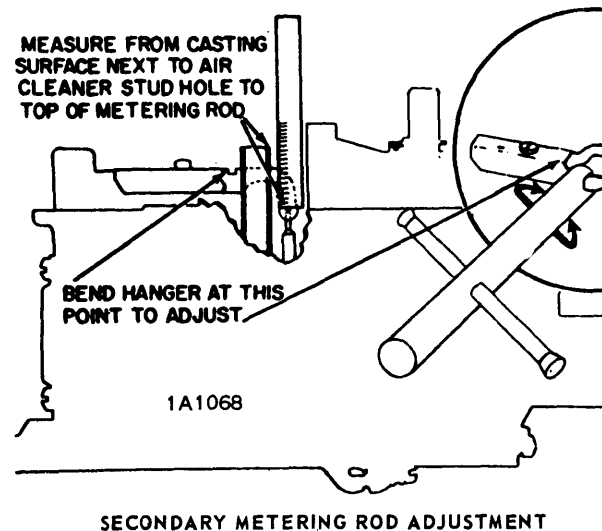 MEASURE FROM CASTING
SURFACE NEXT TO AIR
CLEANER STUD HOLE TO
TOP OF METERING ROD
BEND HANGER AT THIS
POINT TO ADJUST
1A1068
SECONDARY METERING ROD ADJUSTMENT